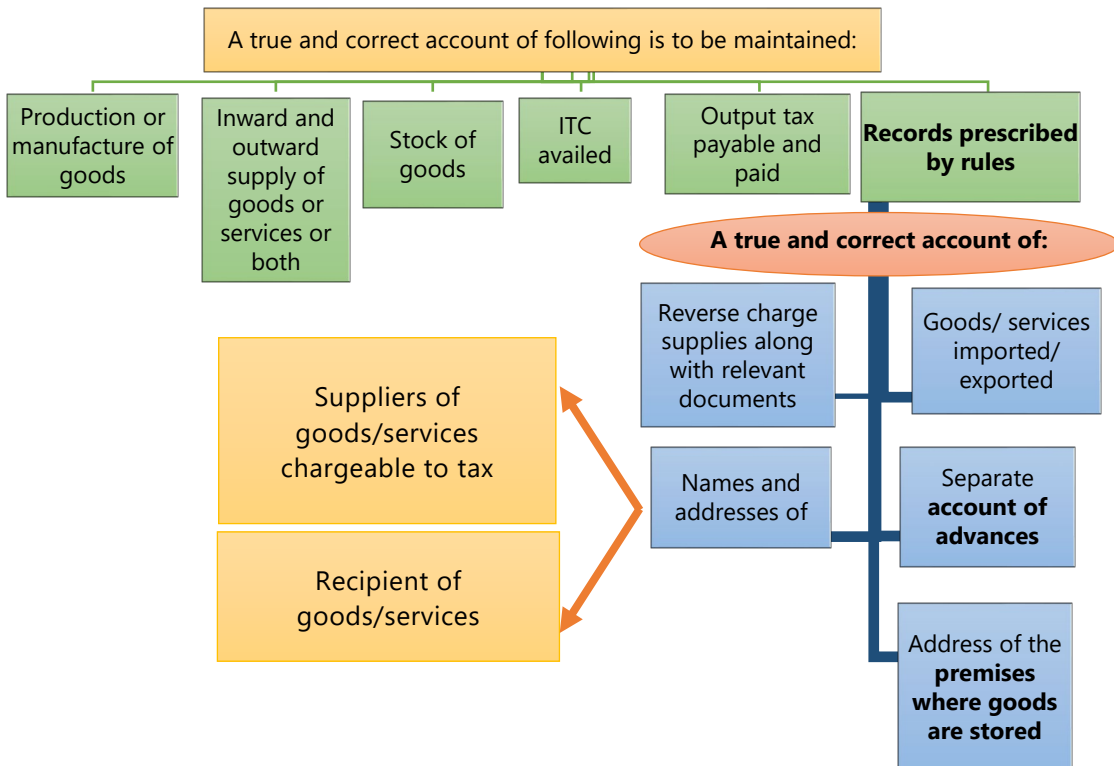 A true and correct account of following is to be maintained:
Production or
manufacture of
goods
Inward and
outward
supply of
goods or
services or
both
Stock of
goods
ITC
availed
Output tax
payable and
paid
Records prescribed
by rules
A true and correct account of:
Reverse charge
supplies along
with relevant
documents
Goods/ services
imported/
exported
Suppliers of
goods/services
chargeable to tax
Names and
addresses of
Separate
account of
advances
Recipient of
goods/services
Address of the
premises
where goods
are stored